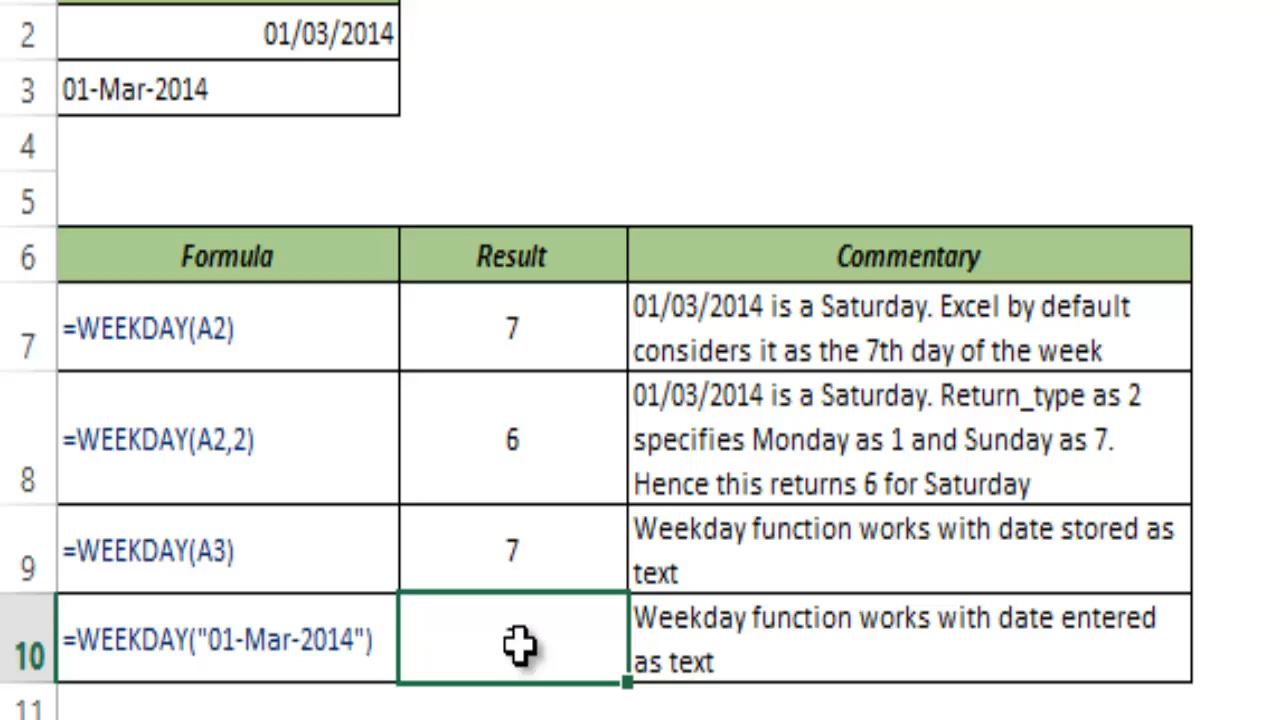 2 01/03/2014
3 01-Mar-2014
4
5
6 Formula Result Commentary
7 =WEEKDAY(A2) 7 01/03/2014 is a Saturday. Excel by default
considers it as the 7th day of the week
8 =WEEKDAY(A2,2) 6 01/03/2014 is a Saturday. Return_type as 2
specifies Monday as 1 and Sunday as 7.
Hence this returns 6 for Saturday
9 =WEEKDAY(A3) 7 Weekday function works with date stored as
text
10 =WEEKDAY("01-Mar-2014") Weekday function works with date entered
as text
11